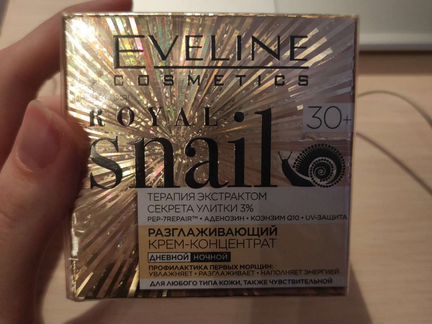 EVELINE
COSMETICS
ROYAL
snail
30+
ТЕРАПИЯ ЭКСТРАКТОМ
СЕКРЕТА УЛИТКИ 3%
PEP-7REPAIR™ • АДЕНОЗИН • КОЭНЗИМ Q10 • UV-ЗАЩИТА
РАЗГЛАЖИВАЮЩИЙ
КРЕМ-КОНЦЕНТРАТ
ДНЕВНОЙ НОЧНОЙ
ПРОФИЛАКТИКА ПЕРВЫХ МОРЩИН:
УВЛАЖНЯЕТ • РАЗГЛАЖИВАЕТ • НАПОЛНЯЕТ ЭНЕРГИЕЙ
ДЛЯ ЛЮБОГО ТИПА КОЖИ, ТАКЖЕ ЧУВСТВИТЕЛЬНОЙ